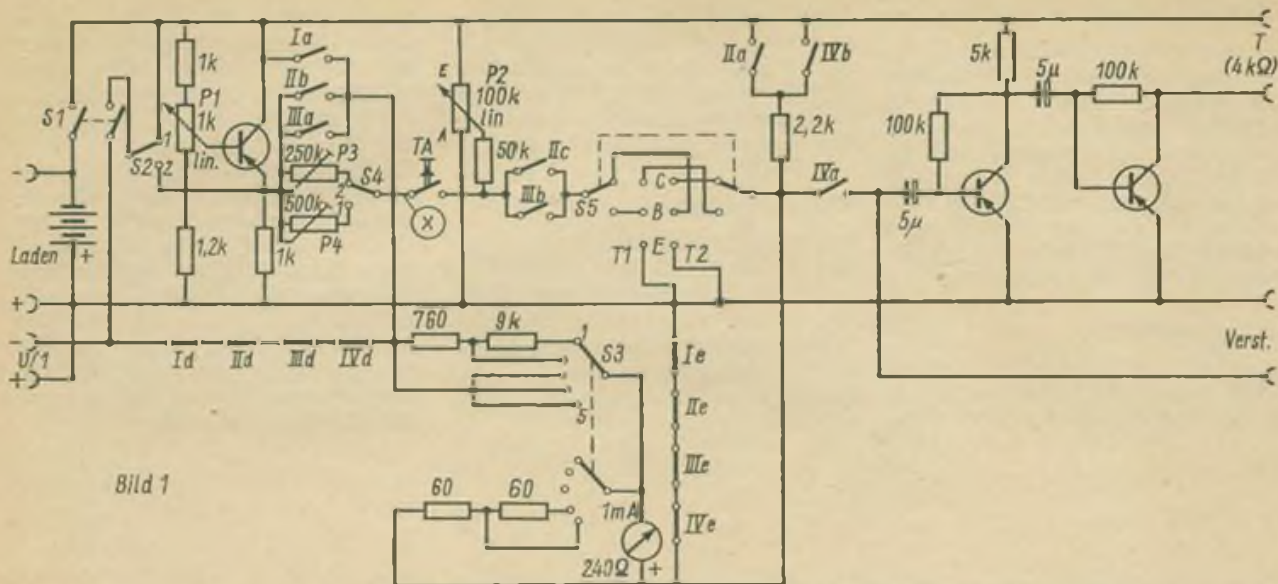 Ia
IIa
IVb
5k
T
(4kΩ)
1k
IIb
E
P2
100k
lin
5µ
100k
S1
P1
1k
lin.
IIIa
TA
A
2,2k
100k
1
S2
2
250k
P3
S4
50k
IIc
IVa
-
500k
2
1
IIIb
S5
C
B
5µ
P4
X
Laden
+
1,2k
1k
T1
E
T2
+
760
9k
1
S3
Ie
-
U/1
+
Id
IId
IIId
IVd
Verst.
5
IIe
IIIe
Bild 1
60
60
1mA
IVe
240Ω
+